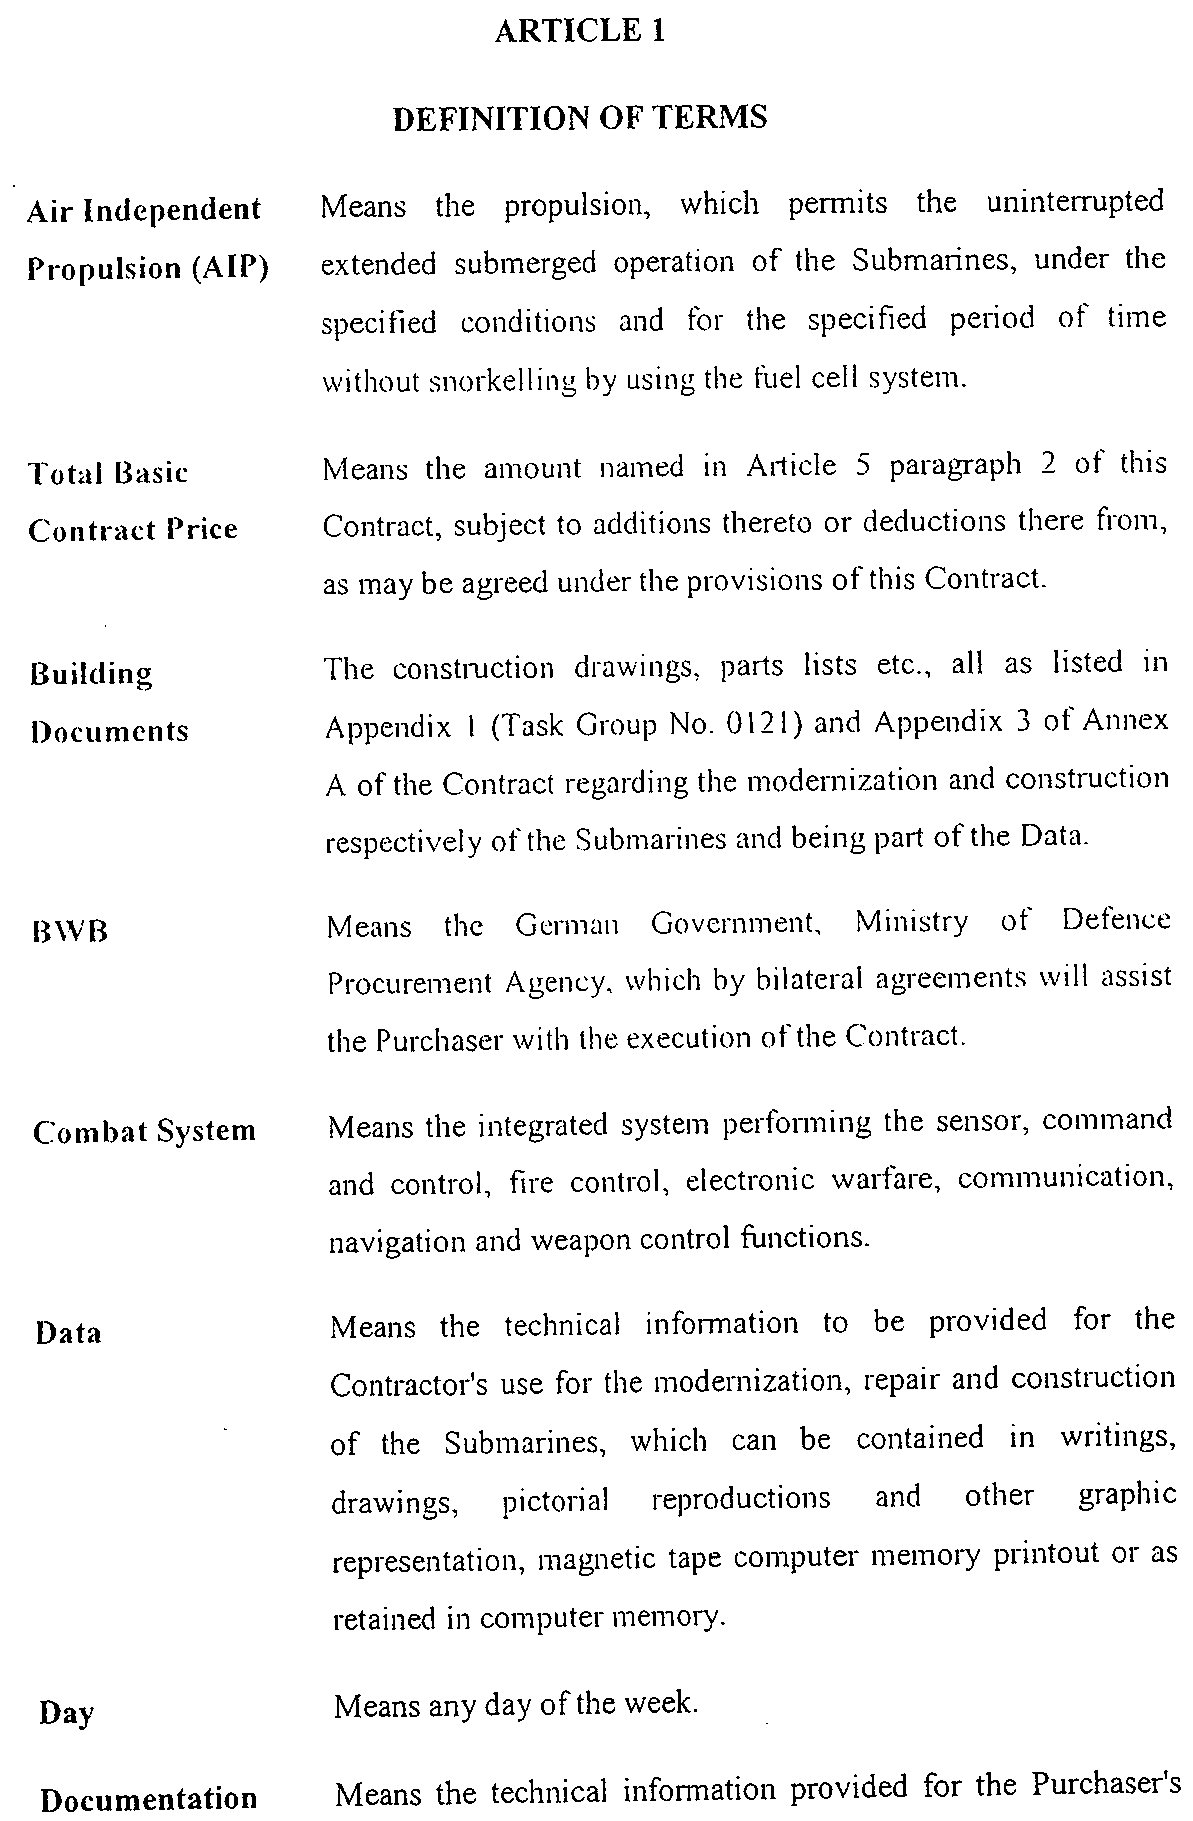 ARTICLE 1
DEFINITION OF TERMS
Air Independent Means the propulsion, which permits the uninterrupted
Propulsion (AIP) extended submerged operation of the Submarines, under the
specified conditions and for the specified period of time
without snorkelling by using the fuel cell system.
Total Basic Means the amount named in Article 5 paragraph 2 of this
Contract Price Contract, subject to additions thereto or deductions there from,
as may be agreed under the provisions of this Contract.
Building The construction drawings, parts lists etc., all as listed in
Documents Appendix 1 (Task Group No. 0121) and Appendix 3 of Annex
A of the Contract regarding the modernization and construction
respectively of the Submarines and being part of the Data.
BWB Means the German Government, Ministry of Defence
Procurement Agency, which by bilateral agreements will assist
the Purchaser with the execution of the Contract.
Combat System Means the integrated system performing the sensor, command
and control, fire control, electronic warfare, communication,
navigation and weapon control functions.
Data Means the technical information to be provided for the
Contractor's use for the modernization, repair and construction
of the Submarines, which can be contained in writings,
drawings, pictorial reproductions and other graphic
representation, magnetic tape computer memory printout or as
retained in computer memory.
Day Means any day of the week.
Documentation Means the technical information provided for the Purchaser's